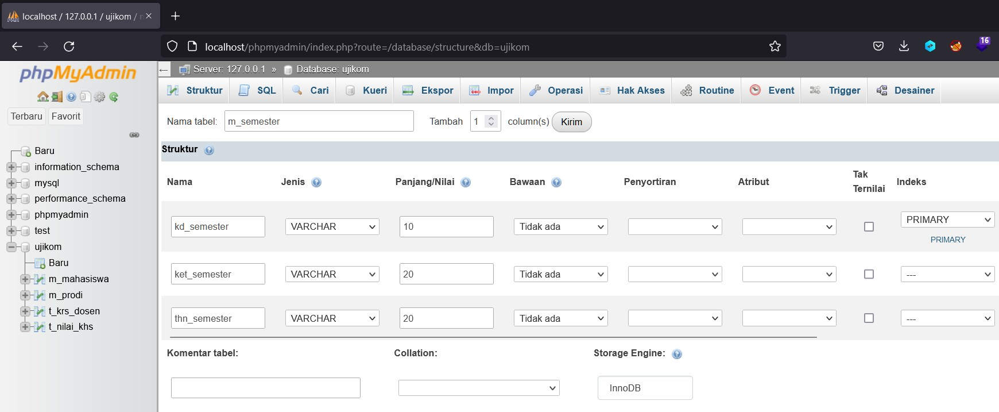 localhost / 127.0.0.1 / ujikom /
localhost/phpmyadmin/index.php?route=/database/structure&db=ujikom
16
phpMyAdmin
Terbaru Favorit
Baru
information_schema
mysql
performance_schema
phpmyadmin
test
ujikom
Baru
m_mahasiswa
m_prodi
t_krs_dosen
t_nilai_khs
Server: 127.0.0.1 » Database: ujikom
Struktur SQL Cari Kueri Ekspor Impor Operasi Hak Akses Routine Event Trigger Desainer
Nama tabel: m_semester Tambah 1 column(s) Kirim
Struktur
Nama Jenis Panjang/Nilai Bawaan Penyortiran Atribut Tak Ternilai Indeks
kd_semester VARCHAR 10 Tidak ada PRIMARY
PRIMARY
ket_semester VARCHAR 20 Tidak ada ---
thn_semester VARCHAR 20 Tidak ada ---
Komentar tabel: Collation: Storage Engine:
InnoDB